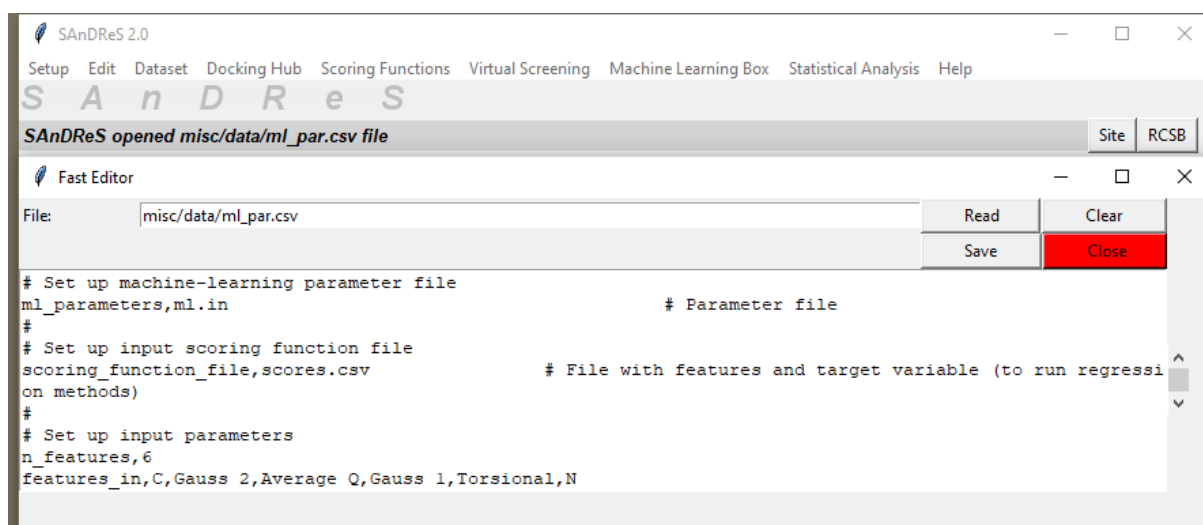 SAnDReS 2.0
Setup Edit Dataset Docking Hub Scoring Functions Virtual Screening Machine Learning Box Statistical Analysis Help
S A n D R e S
SAnDReS opened misc/data/ml_par.csv file Site RCSB
Fast Editor
File: misc/data/ml_par.csv Read Clear
Save Close
# Set up machine-learning parameter file
ml_parameters,ml.in # Parameter file
#
# Set up input scoring function file
scoring_function_file,scores.csv # File with features and target variable (to run regressi
on methods)
#
# Set up input parameters
n_features,6
features_in,C,Gauss 2,Average Q,Gauss 1,Torsional,N